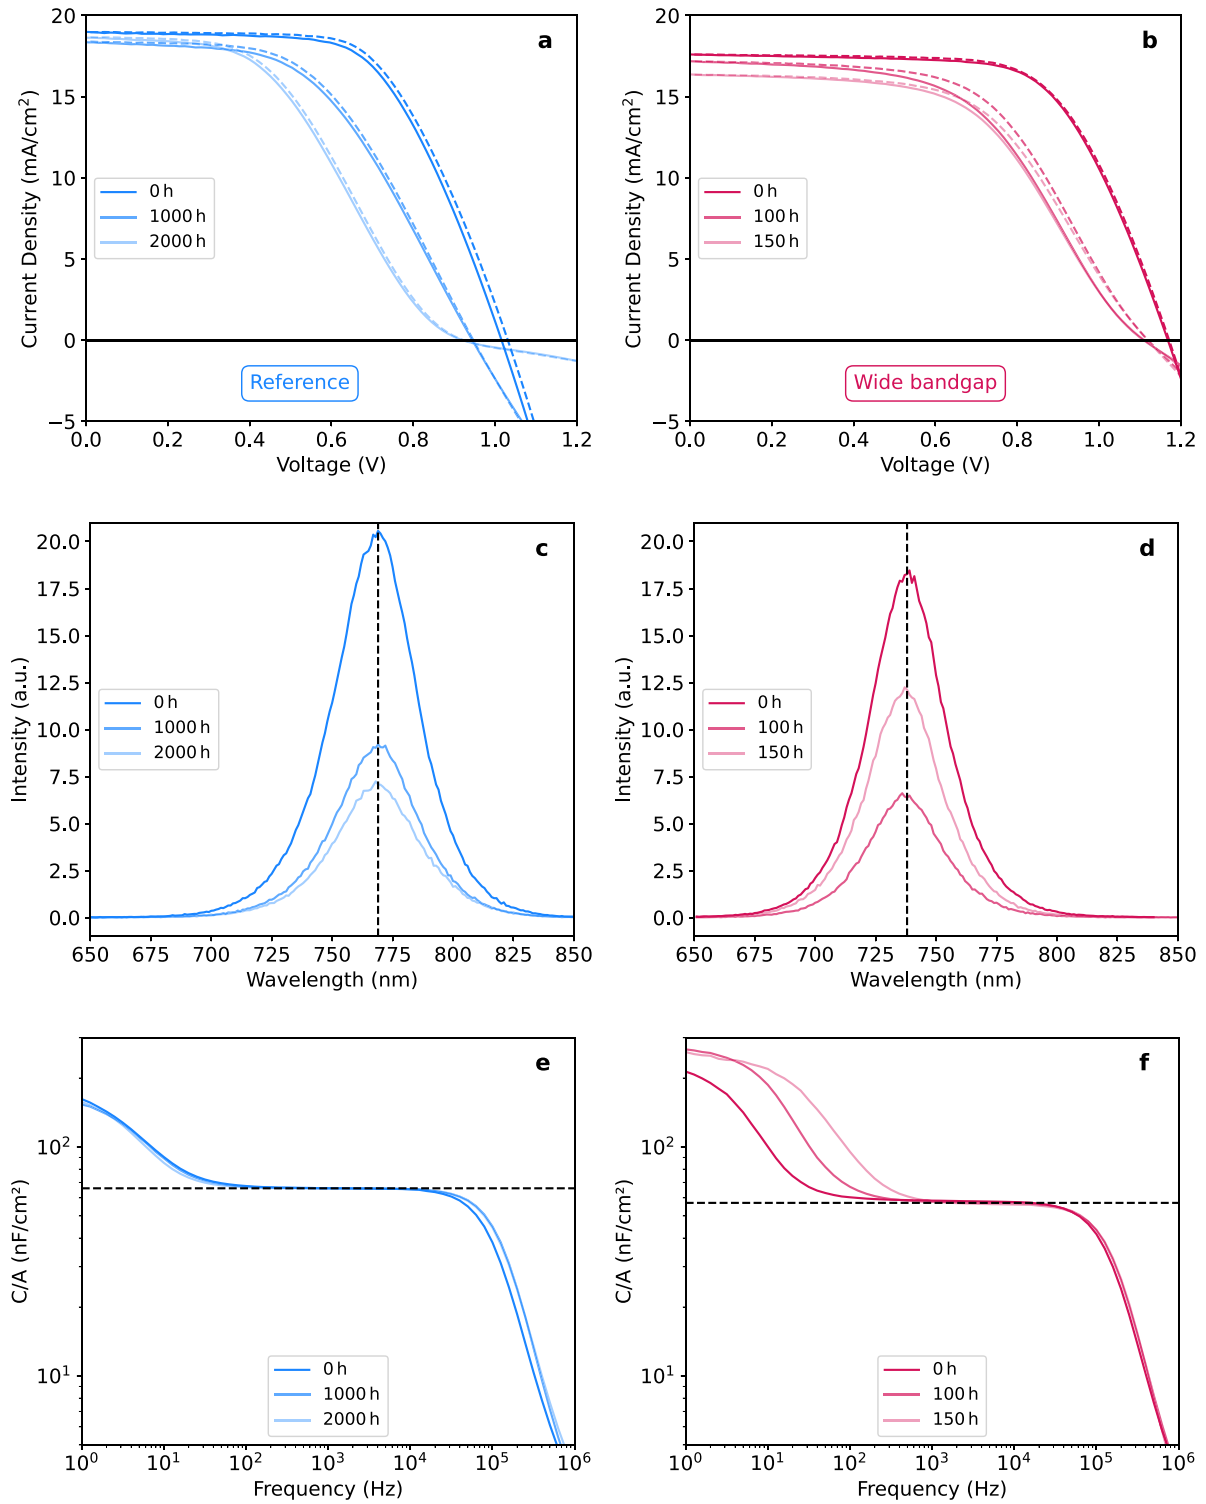 a
20
15
10
5
0
−5
Current Density (mA/cm²)
0 h
1000 h
2000 h
Reference
0.0 0.2 0.4 0.6 0.8 1.0 1.2
Voltage (V)
b
20
15
10
5
0
−5
Current Density (mA/cm²)
0 h
100 h
150 h
Wide bandgap
0.0 0.2 0.4 0.6 0.8 1.0 1.2
Voltage (V)
c
20.0
17.5
15.0
12.5
10.0
7.5
5.0
2.5
0.0
Intensity (a.u.)
0 h
1000 h
2000 h
650 675 700 725 750 775 800 825 850
Wavelength (nm)
d
20.0
17.5
15.0
12.5
10.0
7.5
5.0
2.5
0.0
Intensity (a.u.)
0 h
100 h
150 h
650 675 700 725 750 775 800 825 850
Wavelength (nm)
e
10²
10¹
C/A (nF/cm²)
0 h
1000 h
2000 h
10⁰ 10¹ 10² 10³ 10⁴ 10⁵ 10⁶
Frequency (Hz)
f
10²
10¹
C/A (nF/cm²)
0 h
100 h
150 h
10⁰ 10¹ 10² 10³ 10⁴ 10⁵ 10⁶
Frequency (Hz)